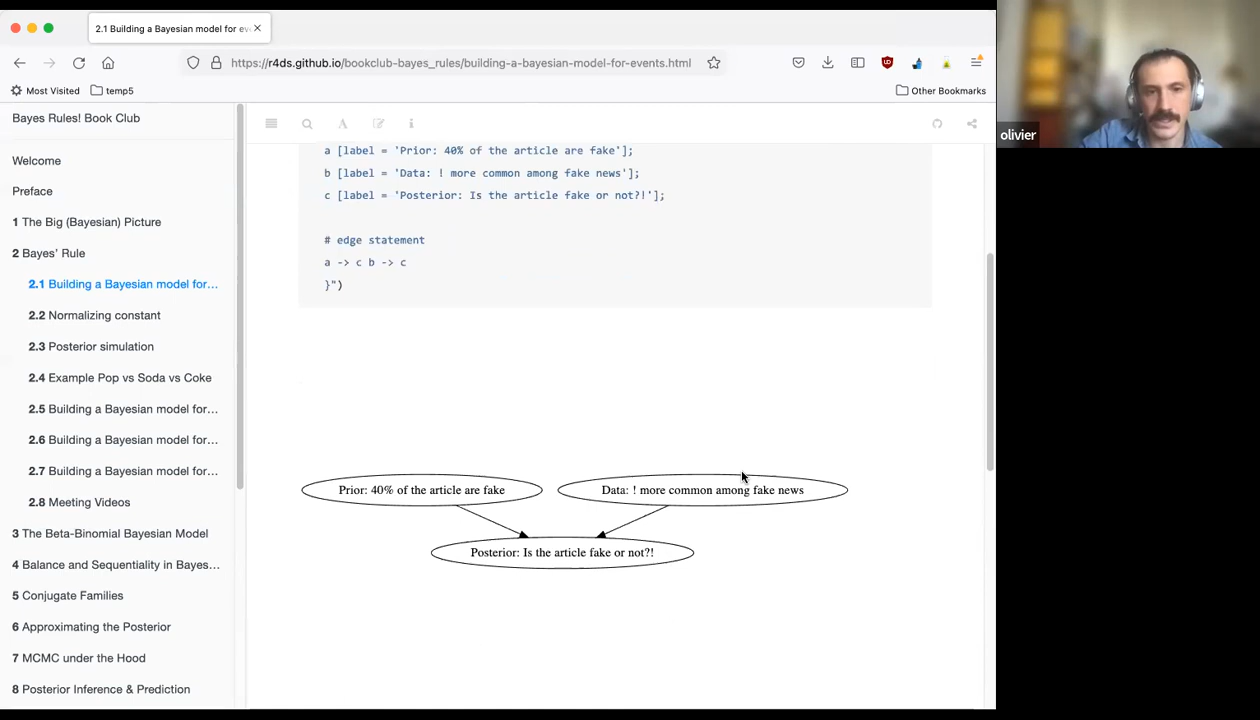 2.1 Building a Bayesian model for eve
https://r4ds.github.io/bookclub-bayes_rules/building-a-bayesian-model-for-events.html
Most Visited
temp5
Other Bookmarks
Bayes Rules! Book Club
Welcome
Preface
1 The Big (Bayesian) Picture
2 Bayes' Rule
2.1 Building a Bayesian model for...
2.2 Normalizing constant
2.3 Posterior simulation
2.4 Example Pop vs Soda vs Coke
2.5 Building a Bayesian model for...
2.6 Building a Bayesian model for...
2.7 Building a Bayesian model for...
2.8 Meeting Videos
3 The Beta-Binomial Bayesian Model
4 Balance and Sequentiality in Bayes...
5 Conjugate Families
6 Approximating the Posterior
7 MCMC under the Hood
8 Posterior Inference & Prediction
a [label = 'Prior: 40% of the article are fake'];
b [label = 'Data: ! more common among fake news'];
c [label = 'Posterior: Is the article fake or not?!'];
# edge statement
a -> c b -> c
}")
Prior: 40% of the article are fake
Data: ! more common among fake news
Posterior: Is the article fake or not?!
olivier